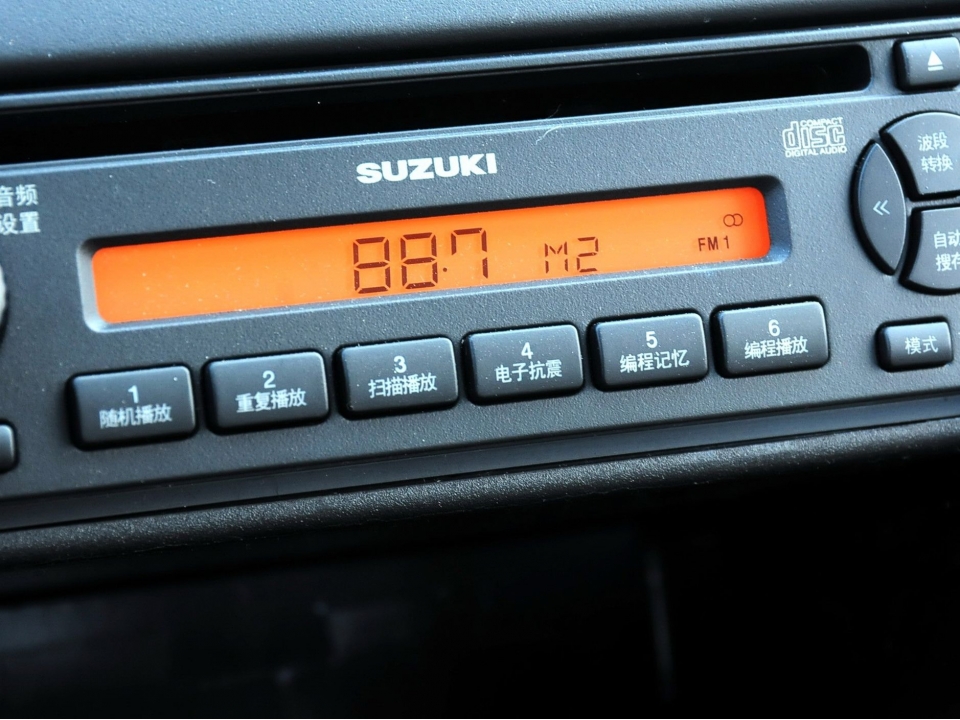 音频
设置
SUZUKI
COMPACT
disc
DIGITAL AUDIO
波段
转换
88.7 M2
FM 1
自动
搜存
1
随机播放
2
重复播放
3
扫描播放
4
电子抗震
5
编程记忆
6
编程播放
模式